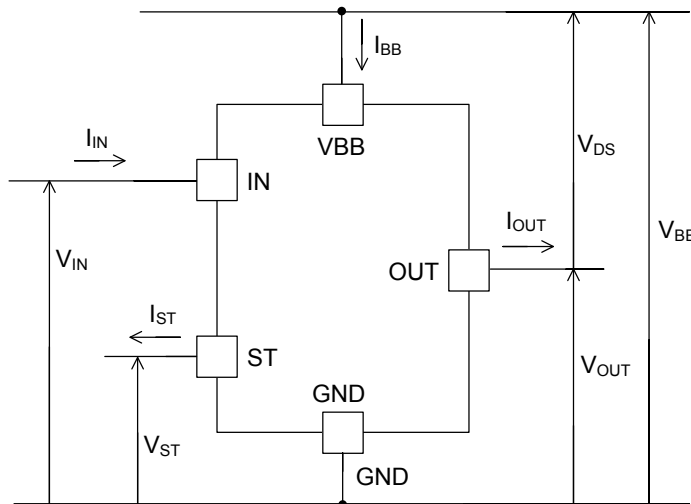 I_BB
VBB
I_IN
IN
V_DS
I_OUT
V_BB
V_IN
OUT
I_ST
ST
V_OUT
GND
V_ST
GND